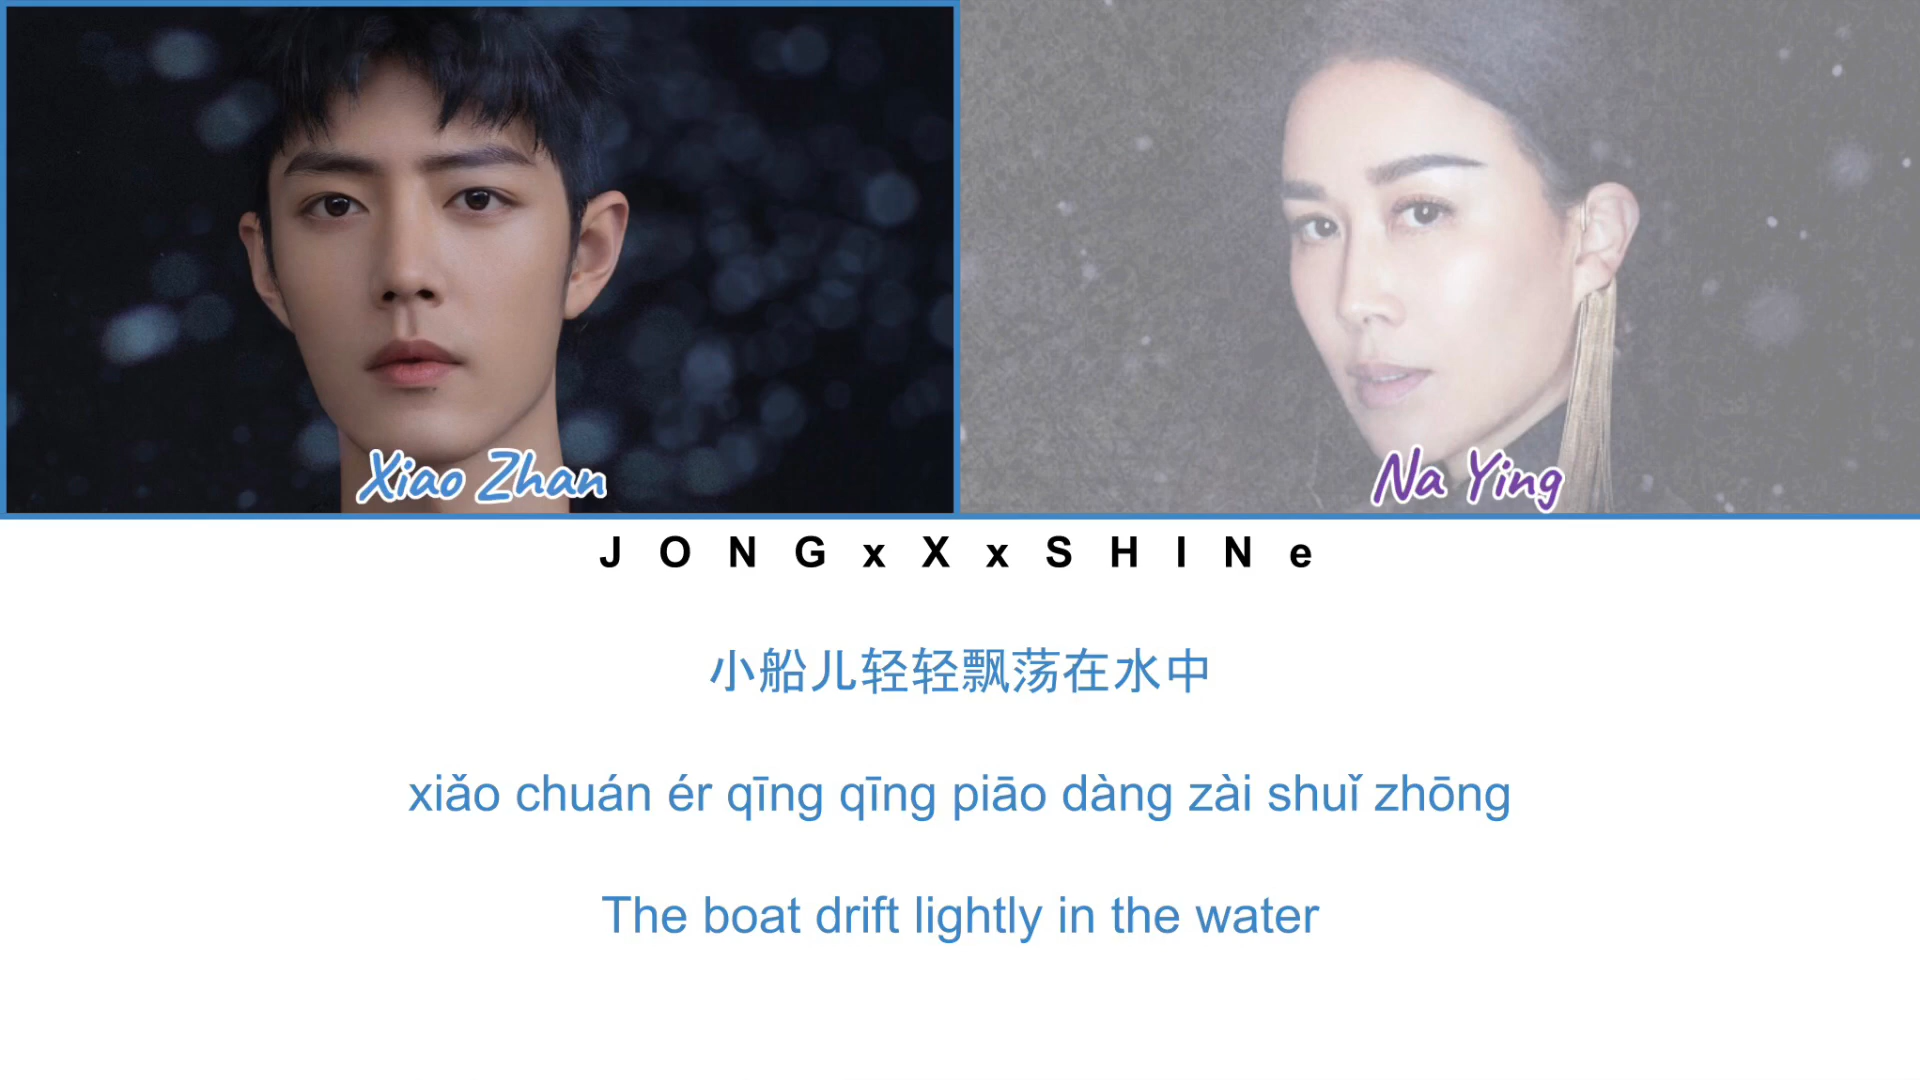 Xiao Zhan
Na Ying
J O N G x X x S H I N e
小船儿轻轻飘荡在水中
xiǎo chuán ér qīng qīng piāo dàng zài shuǐ zhōng
The boat drift lightly in the water